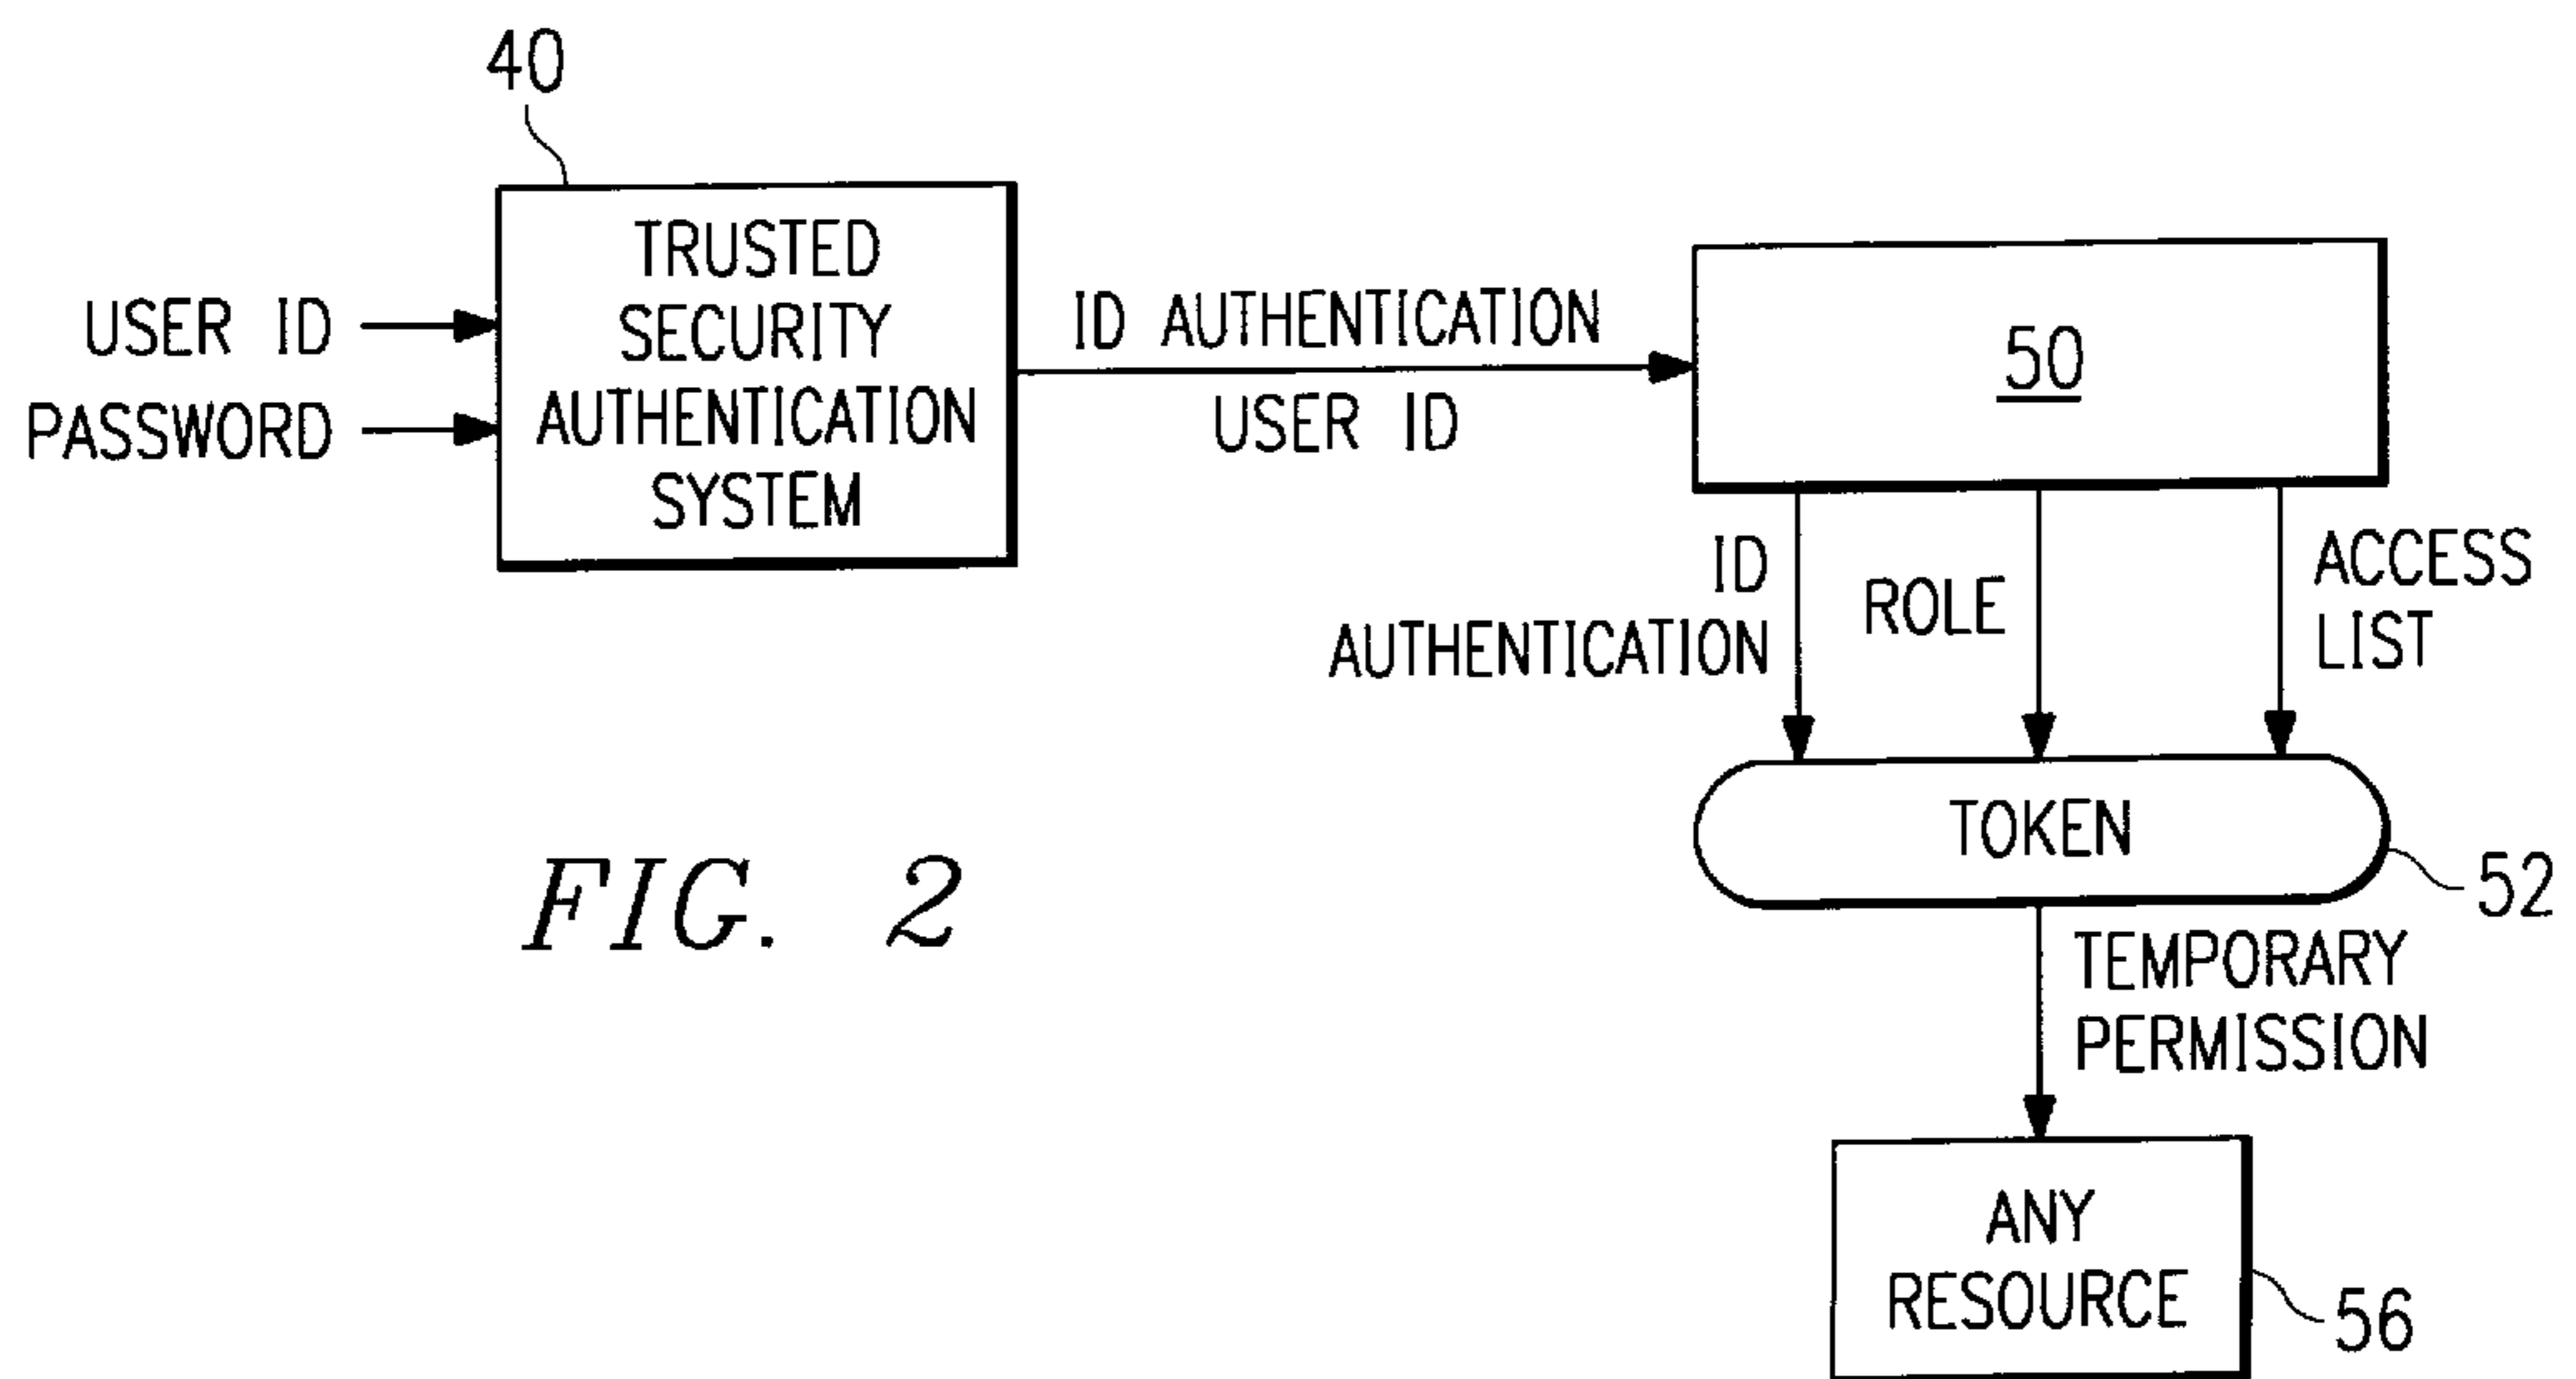 40
USER ID
PASSWORD
TRUSTED
SECURITY
AUTHENTICATION
SYSTEM
ID AUTHENTICATION
USER ID
50
ID
AUTHENTICATION
ROLE
ACCESS
LIST
TOKEN
52
TEMPORARY
PERMISSION
ANY
RESOURCE
56
FIG. 2